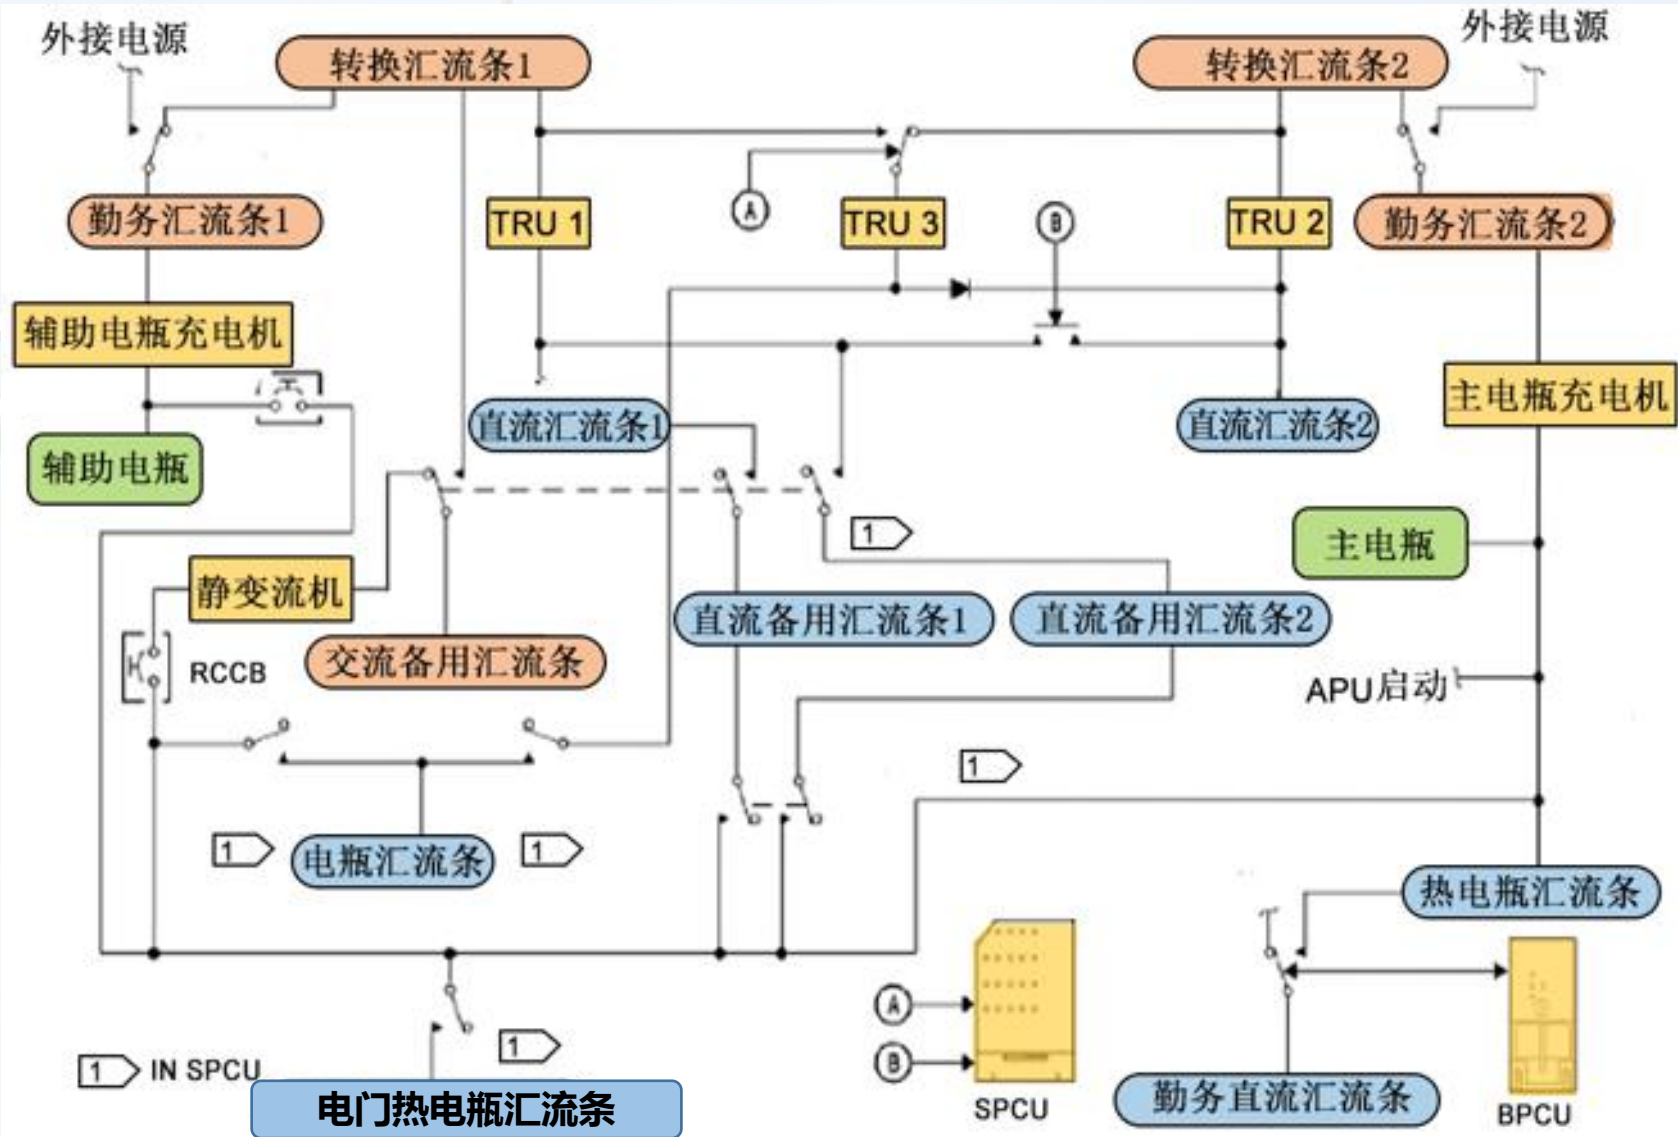 外接电源
转换汇流条1
转换汇流条2
外接电源
勤务汇流条1
TRU 1
A
TRU 3
B
TRU 2
勤务汇流条2
辅助电瓶充电机
主电瓶充电机
直流汇流条1
直流汇流条2
辅助电瓶
1
主电瓶
静变流机
直流备用汇流条1
直流备用汇流条2
RCCB
交流备用汇流条
APU启动
1
1
电瓶汇流条
1
热电瓶汇流条
A
1
B
1 IN SPCU
电门热电瓶汇流条
SPCU
勤务直流汇流条
BPCU